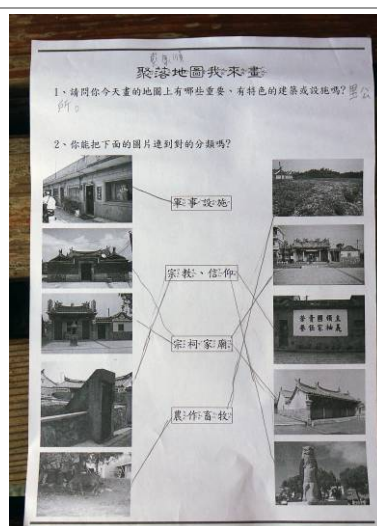 聚落地圖我來畫
1、請問你今天畫的地圖上有哪些重要、有特色的建築或設施嗎?
所。
2、你能把下面的圖片連到對的分類嗎?
軍事設施
宗教、信仰
宗祠家廟
農作畜牧